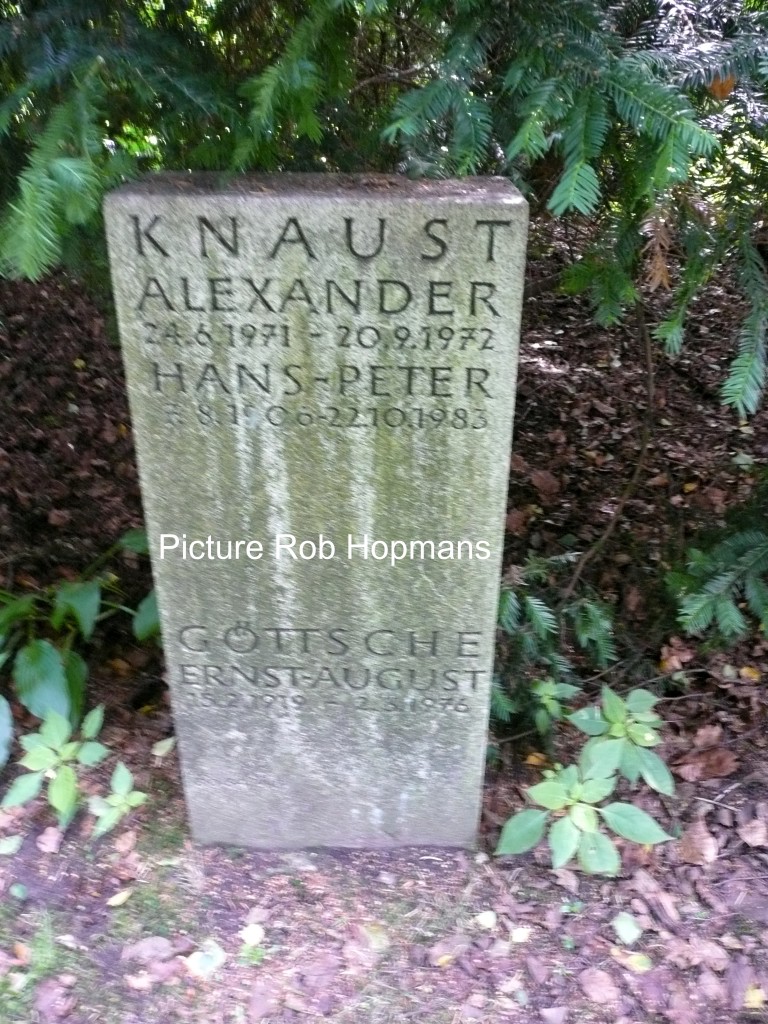 KNAUST
ALEXANDER
24.6.1971 - 20.9.1972
HANS-PETER
22.10.1983
Picture Rob Hopmans
GÖTTSCHE
ERNST-AUGUST
1976